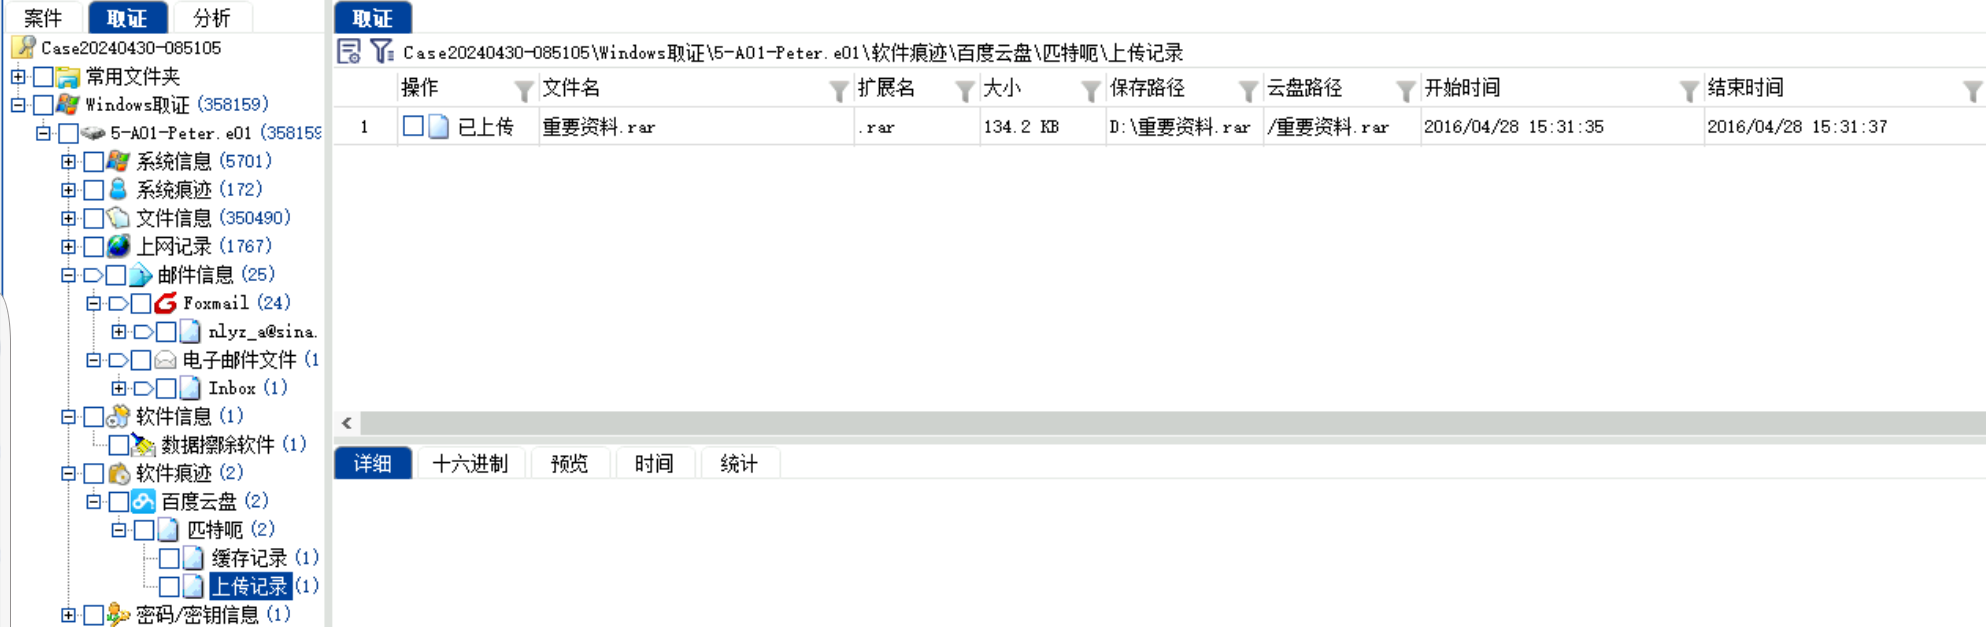 案件 取证 分析
Case20240430-085105
常用文件夹
Windows取证 (358159)
5-A01-Peter.e01 (358159
系统信息 (5701)
系统痕迹 (172)
文件信息 (350490)
上网记录 (1767)
邮件信息 (25)
Foxmail (24)
nlyz_a@sina.
电子邮件文件 (1
Inbox (1)
软件信息 (1)
数据擦除软件 (1)
软件痕迹 (2)
百度云盘 (2)
匹特呃 (2)
缓存记录 (1)
上传记录 (1)
密码/密钥信息 (1)
取证
Case20240430-085105\Windows取证\5-A01-Peter.e01\软件痕迹\百度云盘\匹特呃\上传记录
操作 文件名 扩展名 大小 保存路径 云盘路径 开始时间 结束时间
1 已上传 重要资料.rar .rar 134.2 KB D:\重要资料.rar /重要资料.rar 2016/04/28 15:31:35 2016/04/28 15:31:37
详细 十六进制 预览 时间 统计